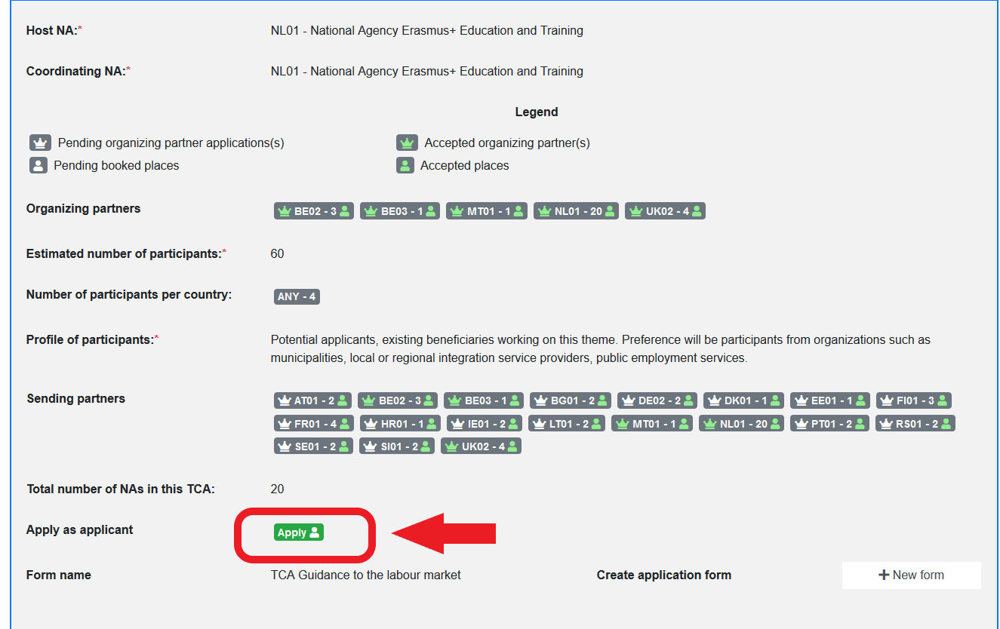 Host NA:* NL01 - National Agency Erasmus+ Education and Training
Coordinating NA:* NL01 - National Agency Erasmus+ Education and Training
Legend
Pending organizing partner applications(s) Accepted organizing partner(s)
Pending booked places Accepted places
Organizing partners BE02 - 3 BE03 - 1 MT01 - 1 NL01 - 20 UK02 - 4
Estimated number of participants:* 60
Number of participants per country: ANY - 4
Profile of participants:* Potential applicants, existing beneficiaries working on this theme. Preference will be participants from organizations such as
municipalities, local or regional integration service providers, public employment services.
Sending partners AT01 - 2 BE02 - 3 BE03 - 1 BG01 - 2 DE02 - 2 DK01 - 1 EE01 - 1 FI01 - 3
FR01 - 4 HR01 - 1 IE01 - 2 LT01 - 2 MT01 - 1 NL01 - 20 PT01 - 2 RS01 - 2
SE01 - 2 SI01 - 2 UK02 - 4
Total number of NAs in this TCA: 20
Apply as applicant Apply
Form name TCA Guidance to the labour market Create application form + New form